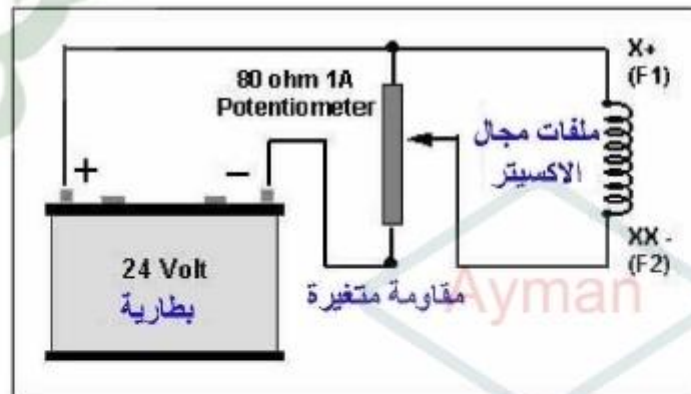 X+
(F1)
80 ohm 1A
Potentiometer
ملفات مجال
الاكسيتر
+
−
XX -
(F2)
24 Volt
بطارية
مقاومة متغيرة
Ayman